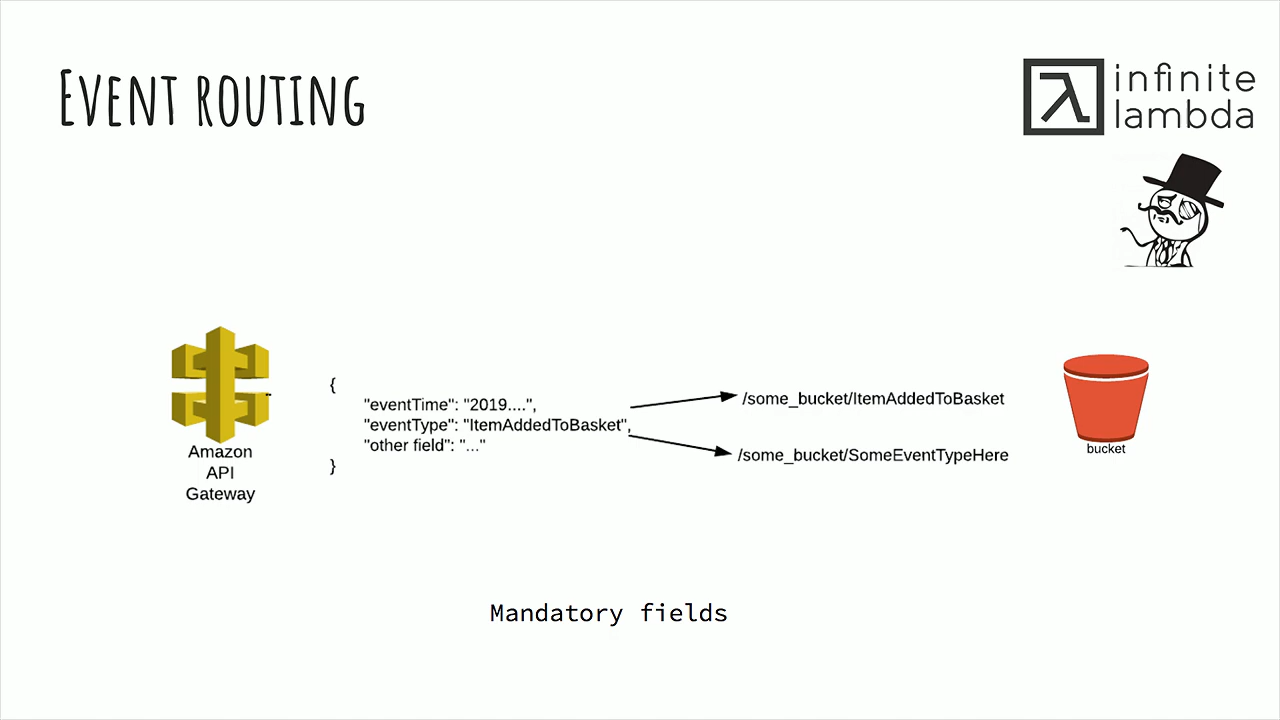 EVENT ROUTING
infinite
lambda
Amazon
API
Gateway
{
"eventTime": "2019....",
"eventType": "ItemAddedToBasket",
"other field": "..."
}
/some_bucket/ItemAddedToBasket
/some_bucket/SomeEventTypeHere
bucket
Mandatory fields